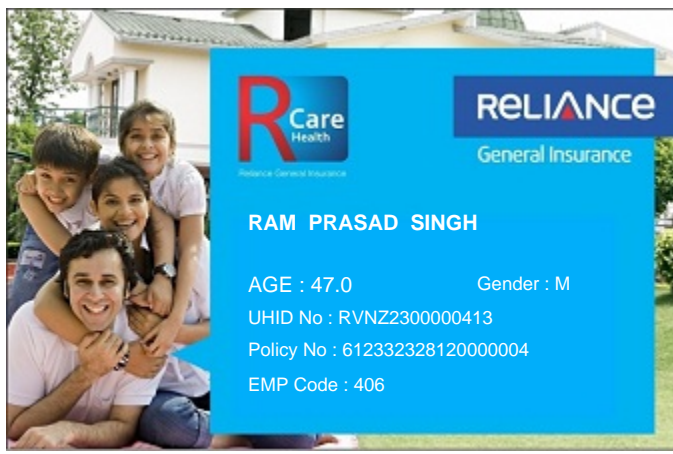 R Care
Health
Reliance General Insurance
RELIANCE
General Insurance
RAM PRASAD SINGH
AGE : 47.0 Gender : M
UHID No : RVNZ2300000413
Policy No : 612332328120000004
EMP Code : 406